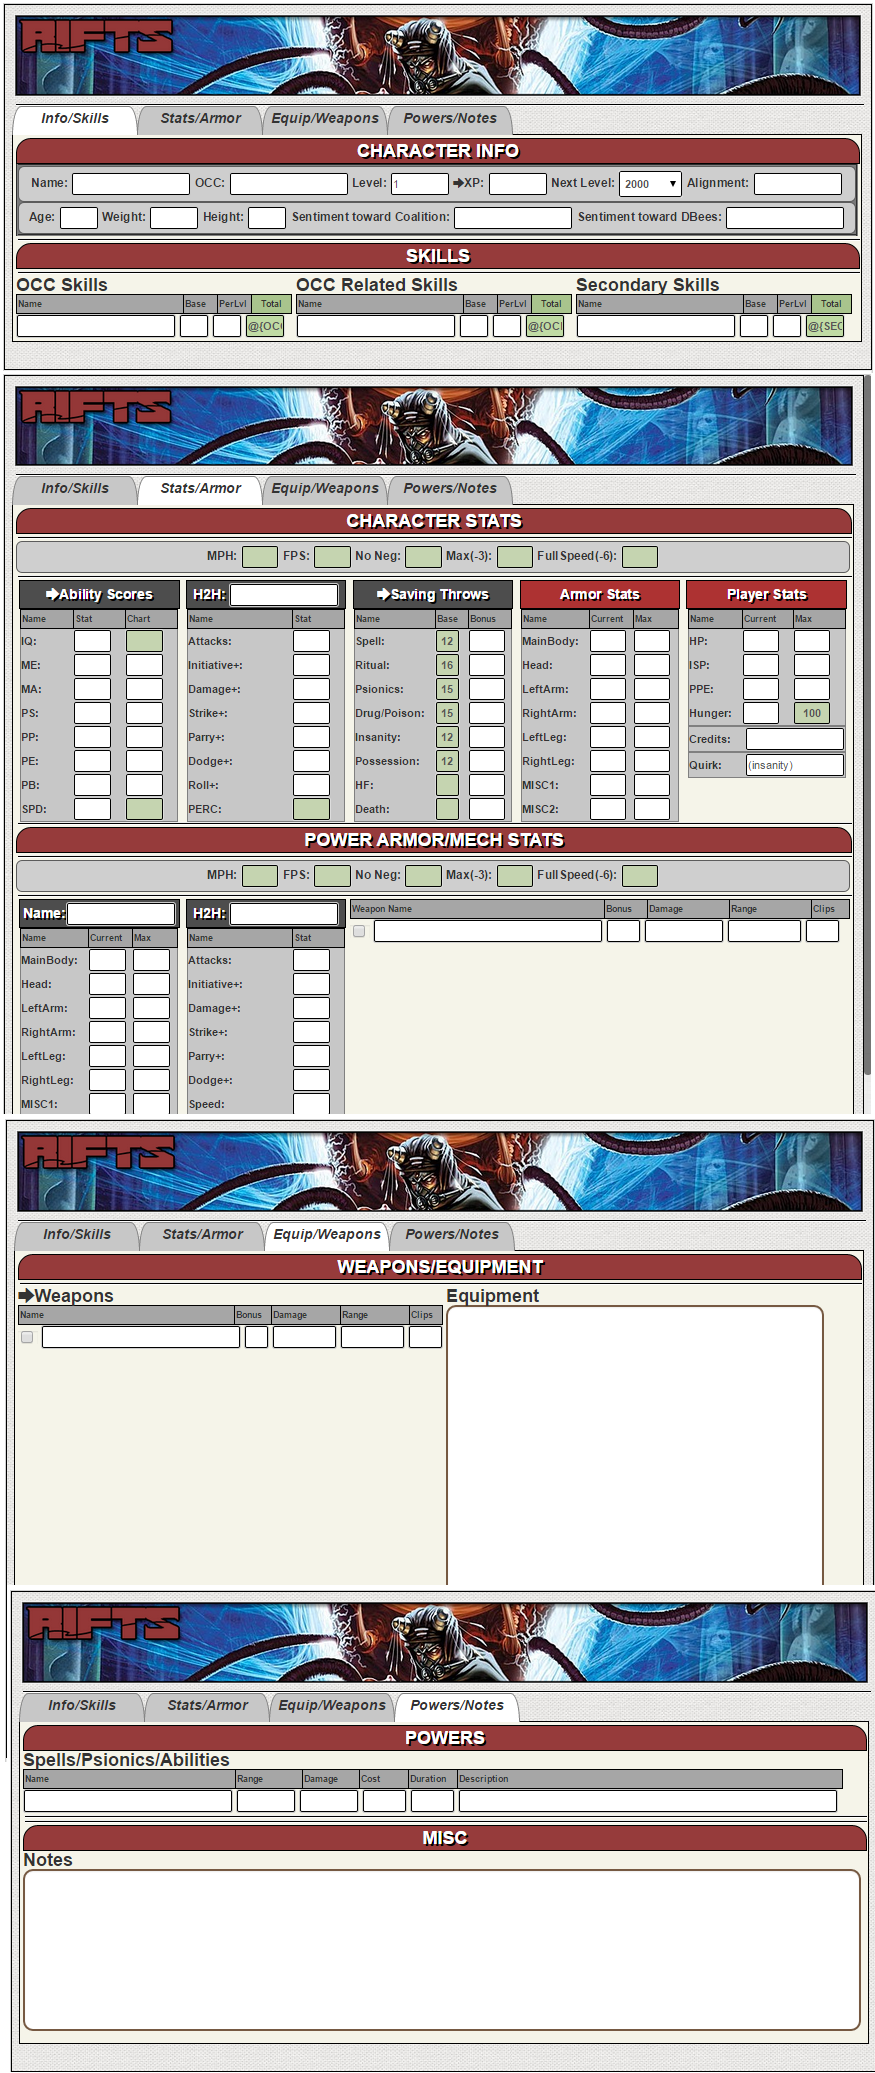 RIFTS
Info/Skills Stats/Armor Equip/Weapons Powers/Notes
CHARACTER INFO
Name: OCC: Level: 1 XP: Next Level: 2000 Alignment:
Age: Weight: Height: Sentiment toward Coalition: Sentiment toward DBees:
SKILLS
OCC Skills OCC Related Skills Secondary Skills
Name Base PerLvl Total Name Base PerLvl Total Name Base PerLvl Total
@{OC @{OC @{SEC
RIFTS
Info/Skills Stats/Armor Equip/Weapons Powers/Notes
CHARACTER STATS
MPH: FPS: No Neg: Max(-3): Full Speed(-6):
Ability Scores H2H: Saving Throws Armor Stats Player Stats
Name Stat Chart Name Stat Name Base Bonus Name Current Max Name Current Max
IQ: Attacks: Spell: 12 MainBody: HP:
ME: Initiative+: Ritual: 16 Head: ISP:
MA: Damage+: Psionics: 15 LeftArm: PPE:
PS: Strike+: Drug/Poison: 15 RightArm: Hunger: 100
PP: Parry+: Insanity: 12 LeftLeg: Credits:
PE: Dodge+: Possession: 12 RightLeg: Quirk: (insanity)
PB: Roll+: HF: MISC1:
SPD: PERC: Death: MISC2:
POWER ARMOR/MECH STATS
MPH: FPS: No Neg: Max(-3): Full Speed(-6):
Name: H2H: Weapon Name Bonus Damage Range Clips
Name Current Max Name Stat
MainBody: Attacks:
Head: Initiative+:
LeftArm: Damage+:
RightArm: Strike+:
LeftLeg: Parry+:
RightLeg: Dodge+:
MISC1: Speed:
RIFTS
Info/Skills Stats/Armor Equip/Weapons Powers/Notes
WEAPONS/EQUIPMENT
Weapons Equipment
Name Bonus Damage Range Clips
RIFTS
Info/Skills Stats/Armor Equip/Weapons Powers/Notes
POWERS
Spells/Psionics/Abilities
Name Range Damage Cost Duration Description
MISC
Notes